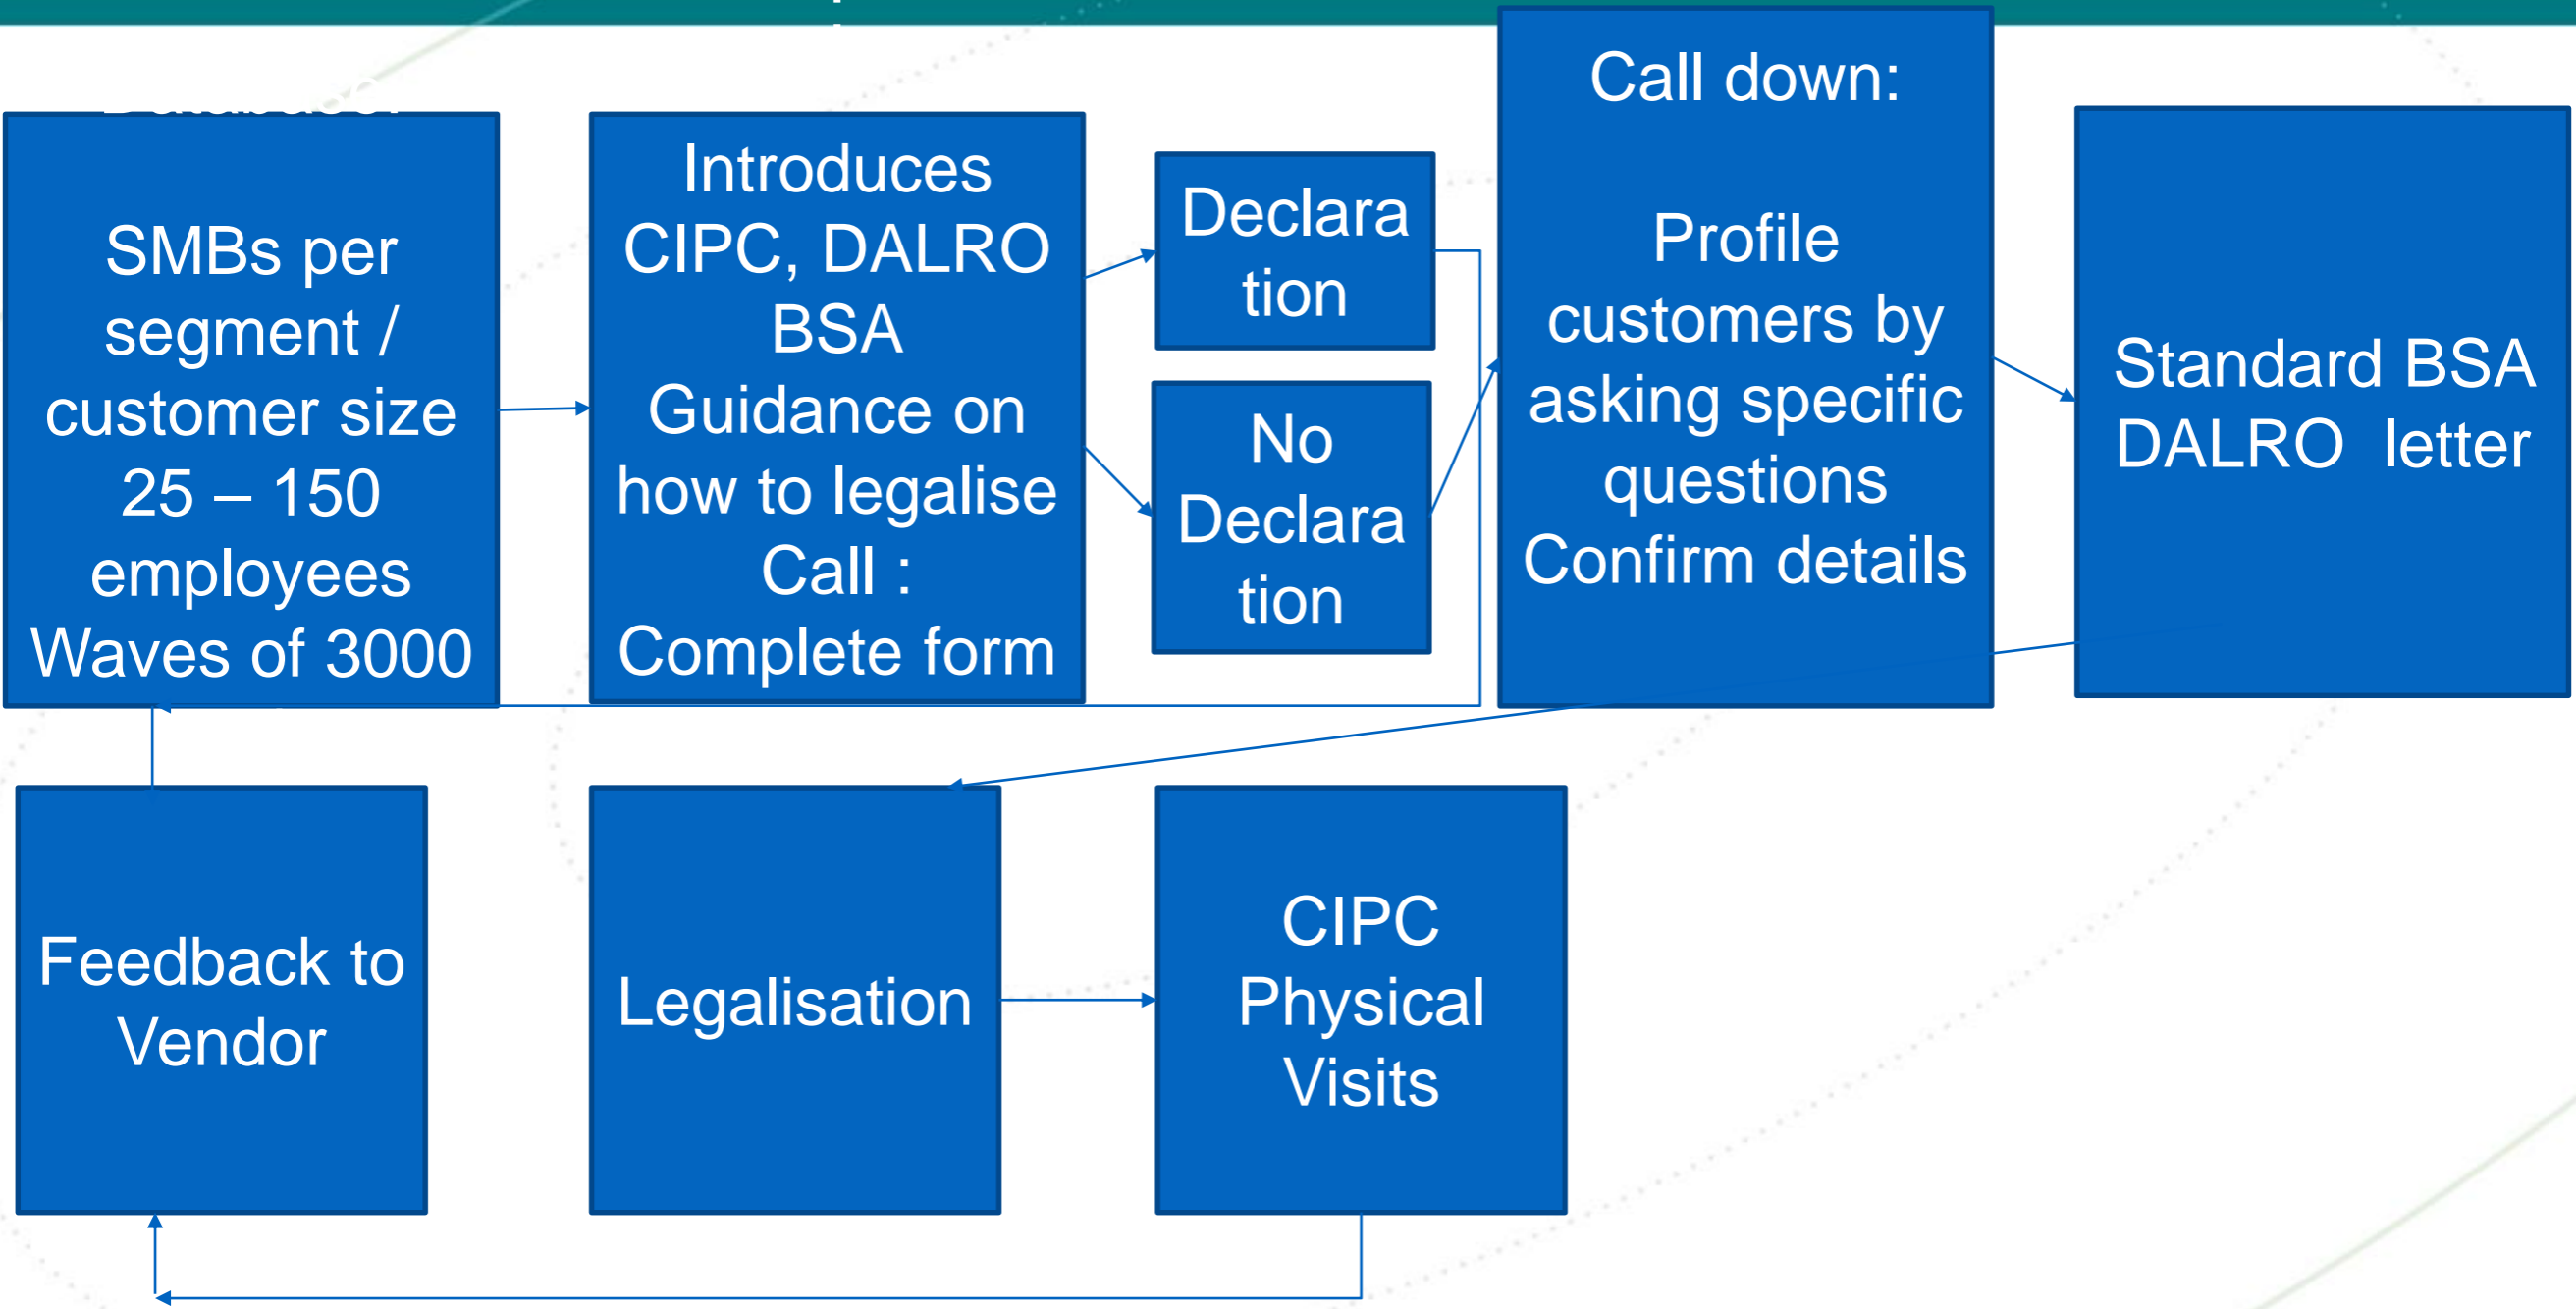 SMBs per
segment /
customer size
25 – 150
employees
Waves of 3000
Introduces
CIPC, DALRO
BSA
Guidance on
how to legalise
Call :
Complete form
Declara
tion
No
Declara
tion
Call down:
Profile
customers by
asking specific
questions
Confirm details
Standard BSA
DALRO letter
Feedback to
Vendor
Legalisation
CIPC
Physical
Visits